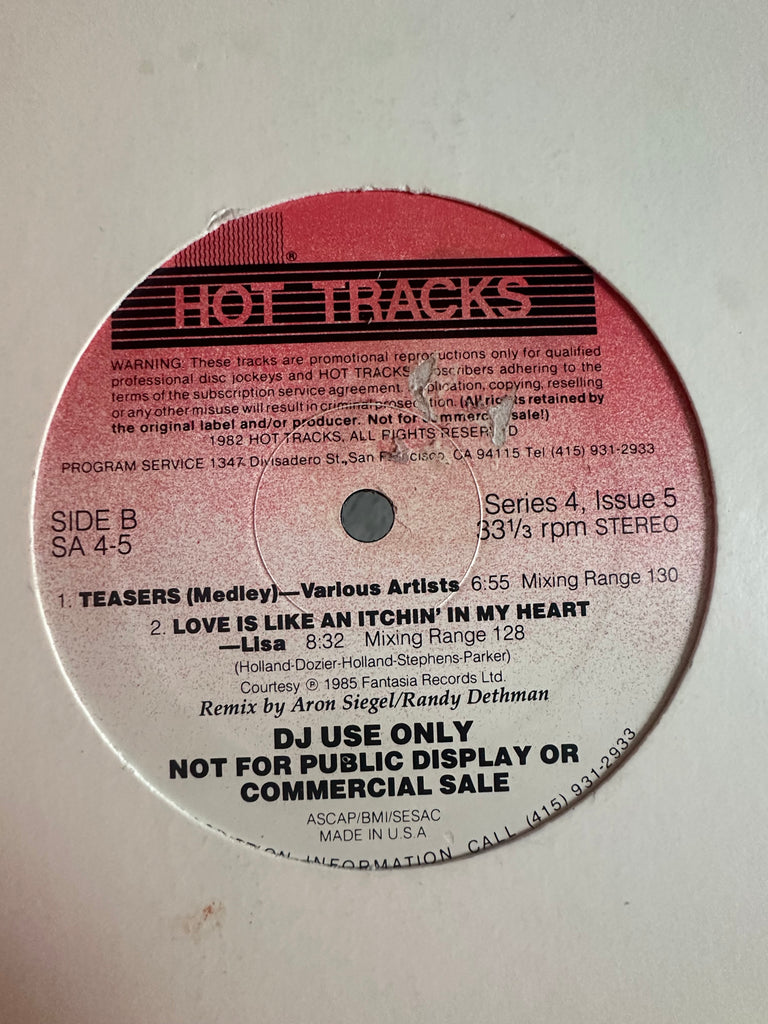 ®
HOT TRACKS
WARNING: These tracks are promotional reproductions only for qualified
professional disc jockeys and HOT TRACKS subscribers adhering to the
terms of the subscription service agreement. Duplication, copying, reselling
or any other misuse will result in criminal prosecution. (All rights retained by
the original label and/or producer. Not for commercial sale!)
1982 HOT TRACKS. ALL RIGHTS RESERVED
PROGRAM SERVICE 1347 Divisadero St., San Francisco, CA 94115 Tel (415) 931-2933
SIDE B
SA 4-5
Series 4, Issue 5
33⅓ rpm STEREO
1. TEASERS (Medley)—Various Artists 6:55 Mixing Range 130
2. LOVE IS LIKE AN ITCHIN' IN MY HEART
—Lisa 8:32 Mixing Range 128
(Holland-Dozier-Holland-Stephens-Parker)
Courtesy ℗ 1985 Fantasia Records Ltd.
Remix by Aron Siegel/Randy Dethman
DJ USE ONLY
NOT FOR PUBLIC DISPLAY OR
COMMERCIAL SALE
ASCAP/BMI/SESAC
MADE IN U.S.A
INFORMATION CALL (415) 931-2933